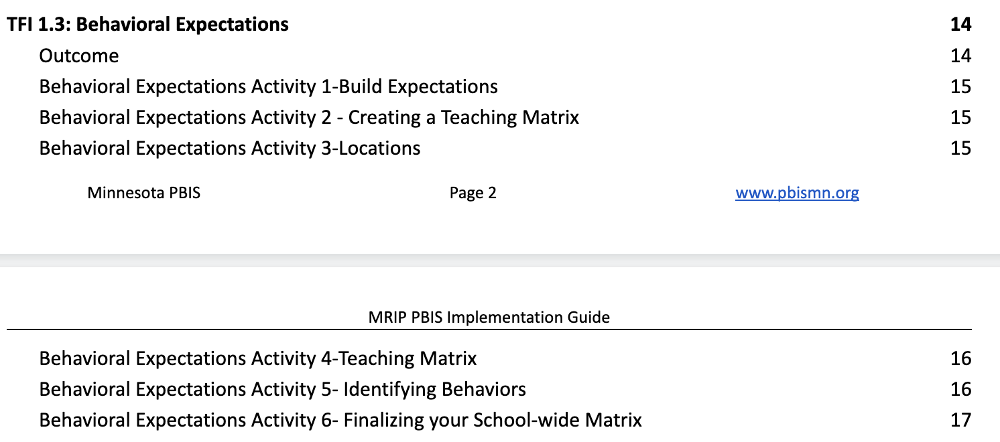 TFI 1.3: Behavioral Expectations 14
Outcome 14
Behavioral Expectations Activity 1-Build Expectations 15
Behavioral Expectations Activity 2 - Creating a Teaching Matrix 15
Behavioral Expectations Activity 3-Locations 15
Minnesota PBIS Page 2 www.pbismn.org
MRIP PBIS Implementation Guide
Behavioral Expectations Activity 4-Teaching Matrix 16
Behavioral Expectations Activity 5- Identifying Behaviors 16
Behavioral Expectations Activity 6- Finalizing your School-wide Matrix 17